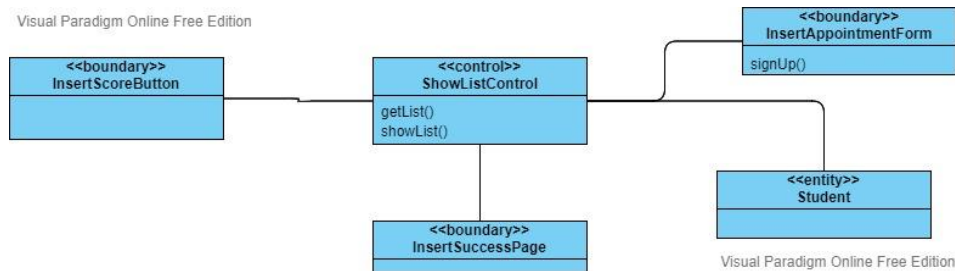 Visual Paradigm Online Free Edition
<<boundary>>
InsertScoreButton
<<control>>
ShowListControl
getList()
showList()
<<boundary>>
InsertAppointmentForm
signUp()
<<entity>>
Student
<<boundary>>
InsertSuccessPage
Visual Paradigm Online Free Edition